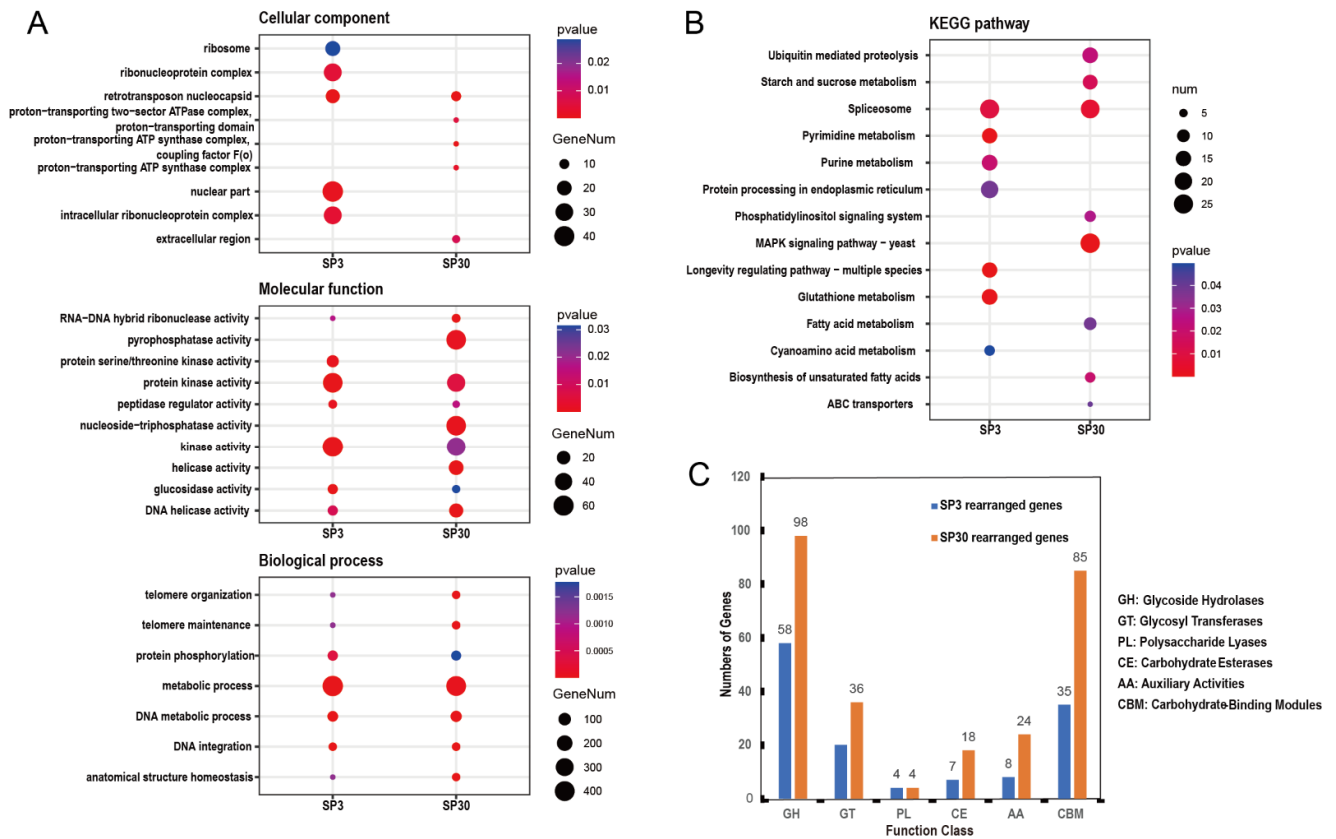 A
Cellular component
ribosome
ribonucleoprotein complex
retrotransposon nucleocapsid
proton-transporting two-sector ATPase complex,
proton-transporting domain
proton-transporting ATP synthase complex,
coupling factor F(o)
proton-transporting ATP synthase complex
nuclear part
intracellular ribonucleoprotein complex
extracellular region
SP3 SP30
pvalue
0.02
0.01
GeneNum
10
20
30
40
Molecular function
RNA-DNA hybrid ribonuclease activity
pyrophosphatase activity
protein serine/threonine kinase activity
protein kinase activity
peptidase regulator activity
nucleoside-triphosphatase activity
kinase activity
helicase activity
glucosidase activity
DNA helicase activity
SP3 SP30
pvalue
0.03
0.02
0.01
GeneNum
20
40
60
Biological process
telomere organization
telomere maintenance
protein phosphorylation
metabolic process
DNA metabolic process
DNA integration
anatomical structure homeostasis
SP3 SP30
pvalue
0.0015
0.0010
0.0005
GeneNum
100
200
300
400
B
KEGG pathway
Ubiquitin mediated proteolysis
Starch and sucrose metabolism
Spliceosome
Pyrimidine metabolism
Purine metabolism
Protein processing in endoplasmic reticulum
Phosphatidylinositol signaling system
MAPK signaling pathway - yeast
Longevity regulating pathway - multiple species
Glutathione metabolism
Fatty acid metabolism
Cyanoamino acid metabolism
Biosynthesis of unsaturated fatty acids
ABC transporters
SP3 SP30
num
5
10
15
20
25
pvalue
0.04
0.03
0.02
0.01
C
120
100
80
60
40
20
0
Numbers of Genes
SP3 rearranged genes
SP30 rearranged genes
58 98
36
4 4
7 18
8 24
35 85
GH GT PL CE AA CBM
Function Class
GH: Glycoside Hydrolases
GT: Glycosyl Transferases
PL: Polysaccharide Lyases
CE: Carbohydrate Esterases
AA: Auxiliary Activities
CBM: Carbohydrate-Binding Modules